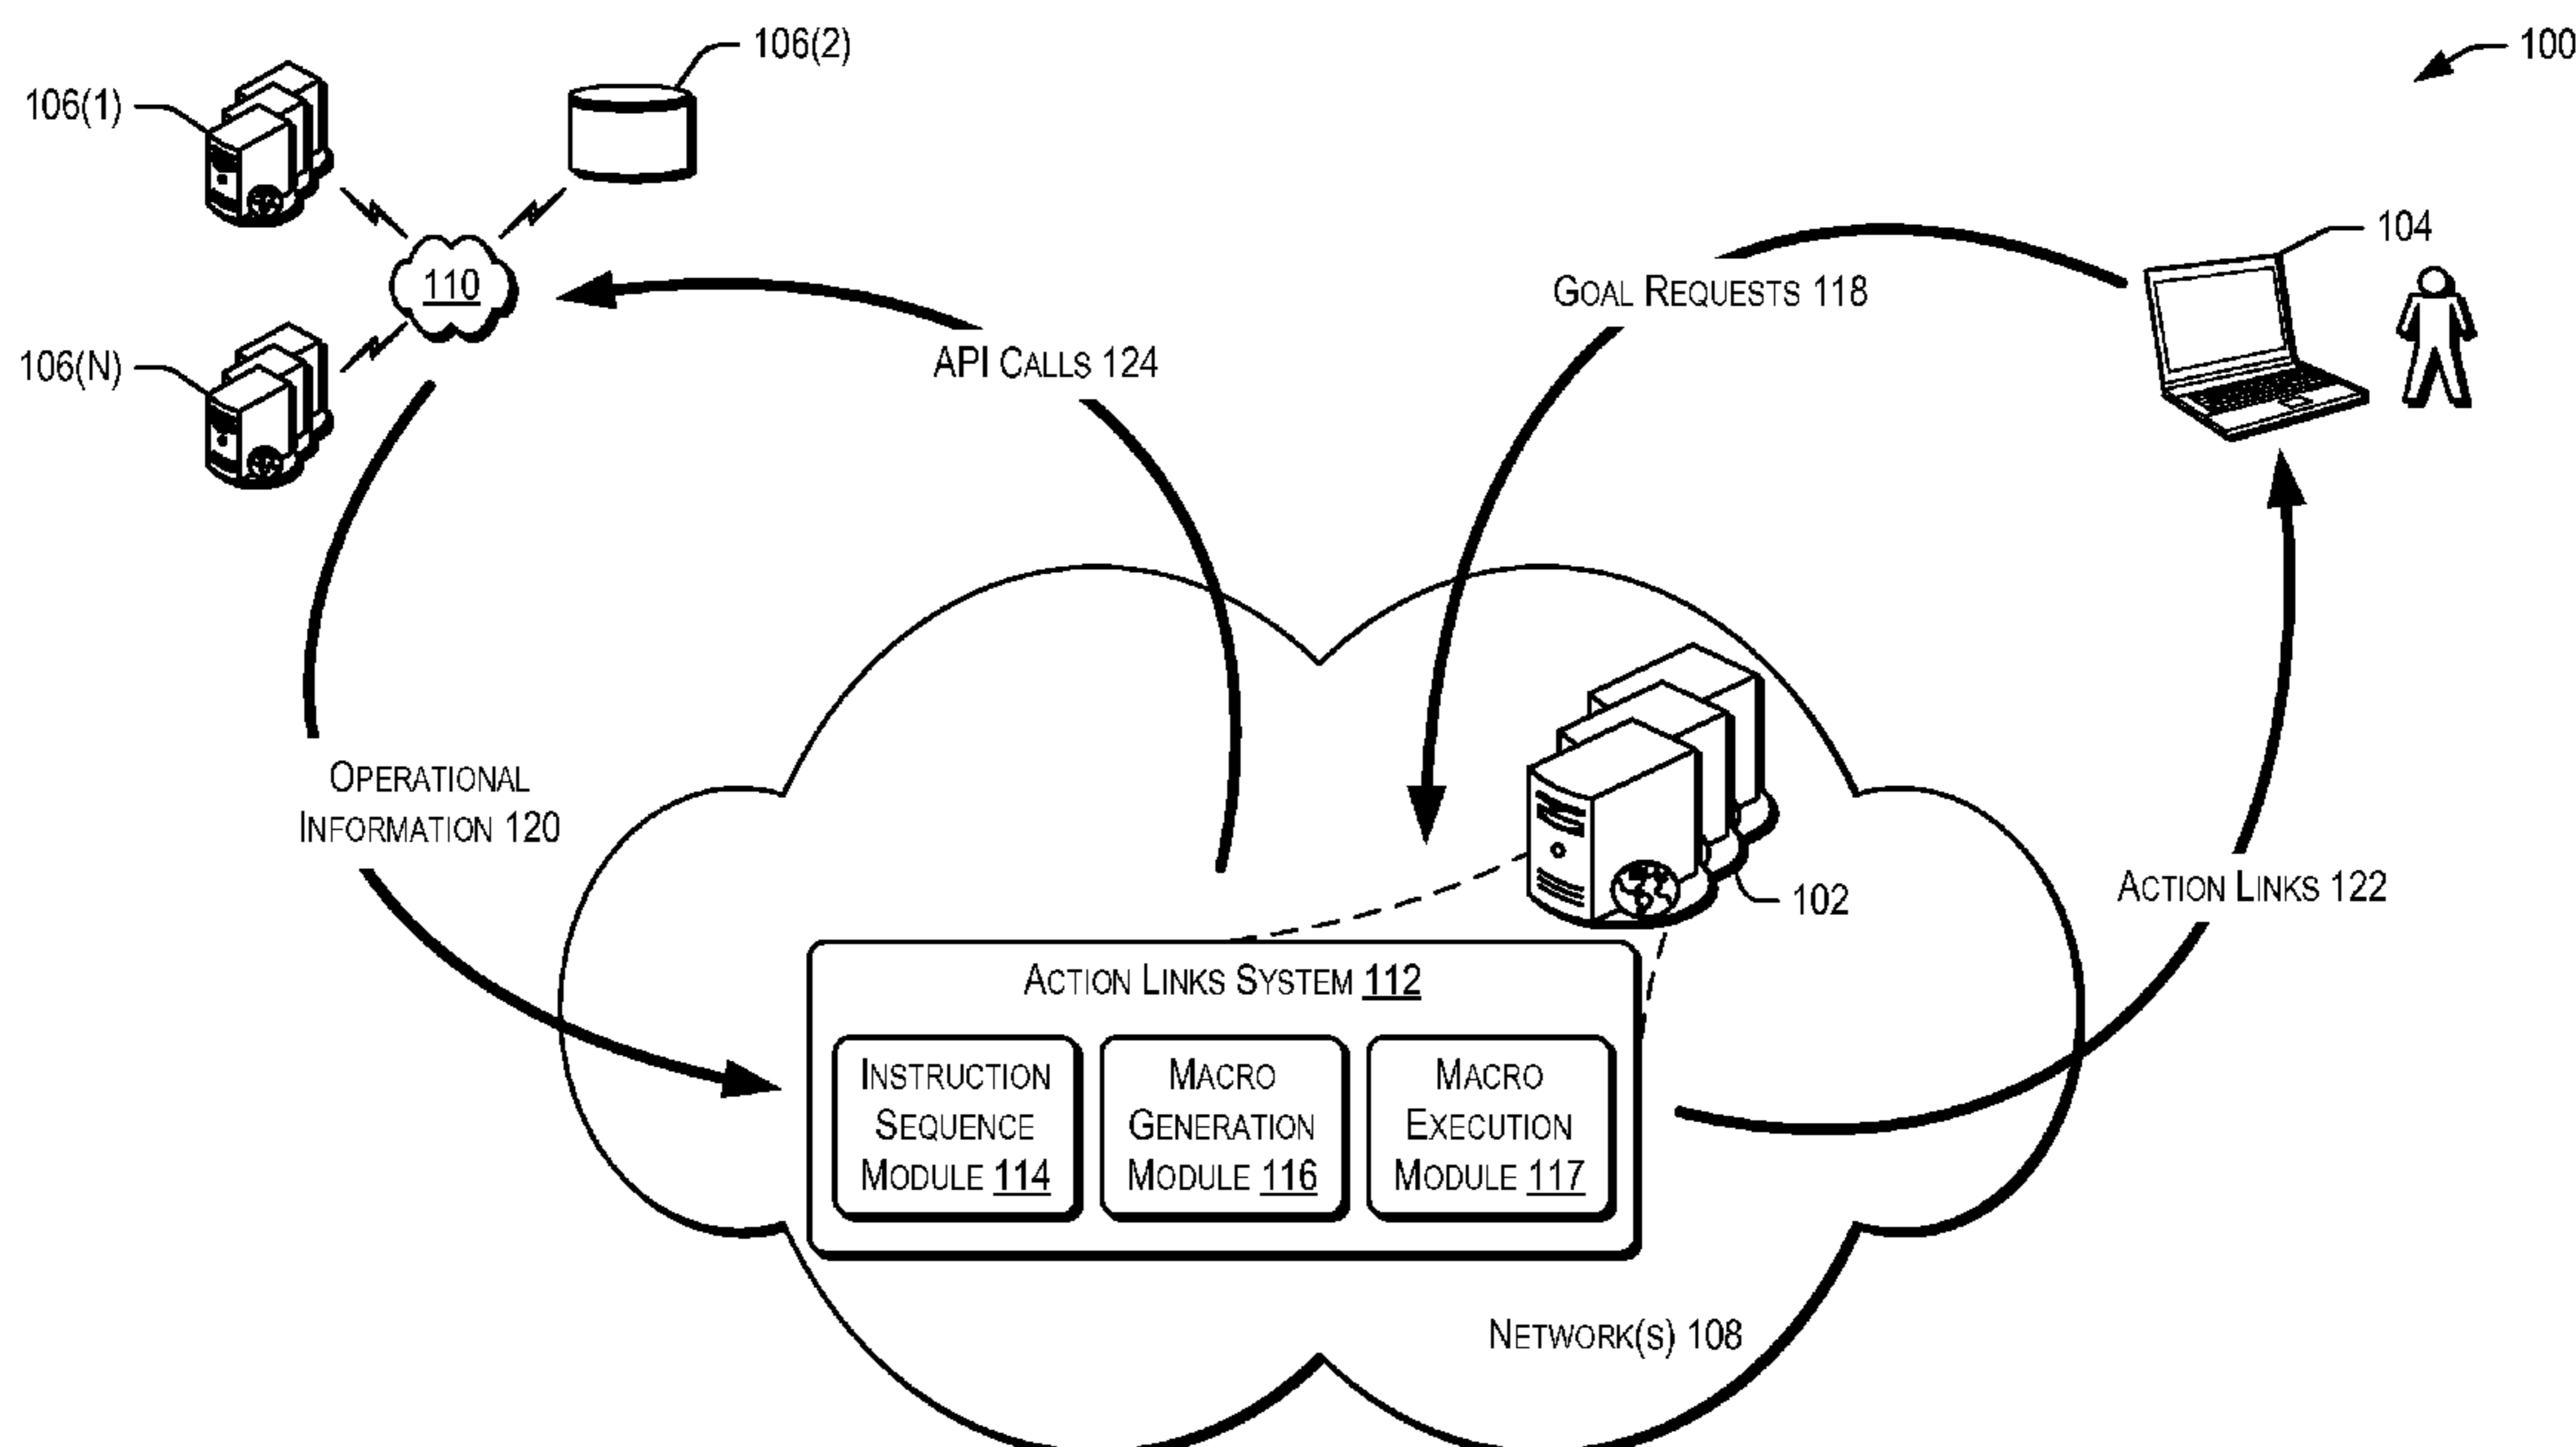 100
106(1)
106(2)
106(N)
110
104
GOAL REQUESTS 118
API CALLS 124
OPERATIONAL
INFORMATION 120
102
ACTION LINKS 122
ACTION LINKS SYSTEM 112
INSTRUCTION
SEQUENCE
MODULE 114
MACRO
GENERATION
MODULE 116
MACRO
EXECUTION
MODULE 117
NETWORK(S) 108